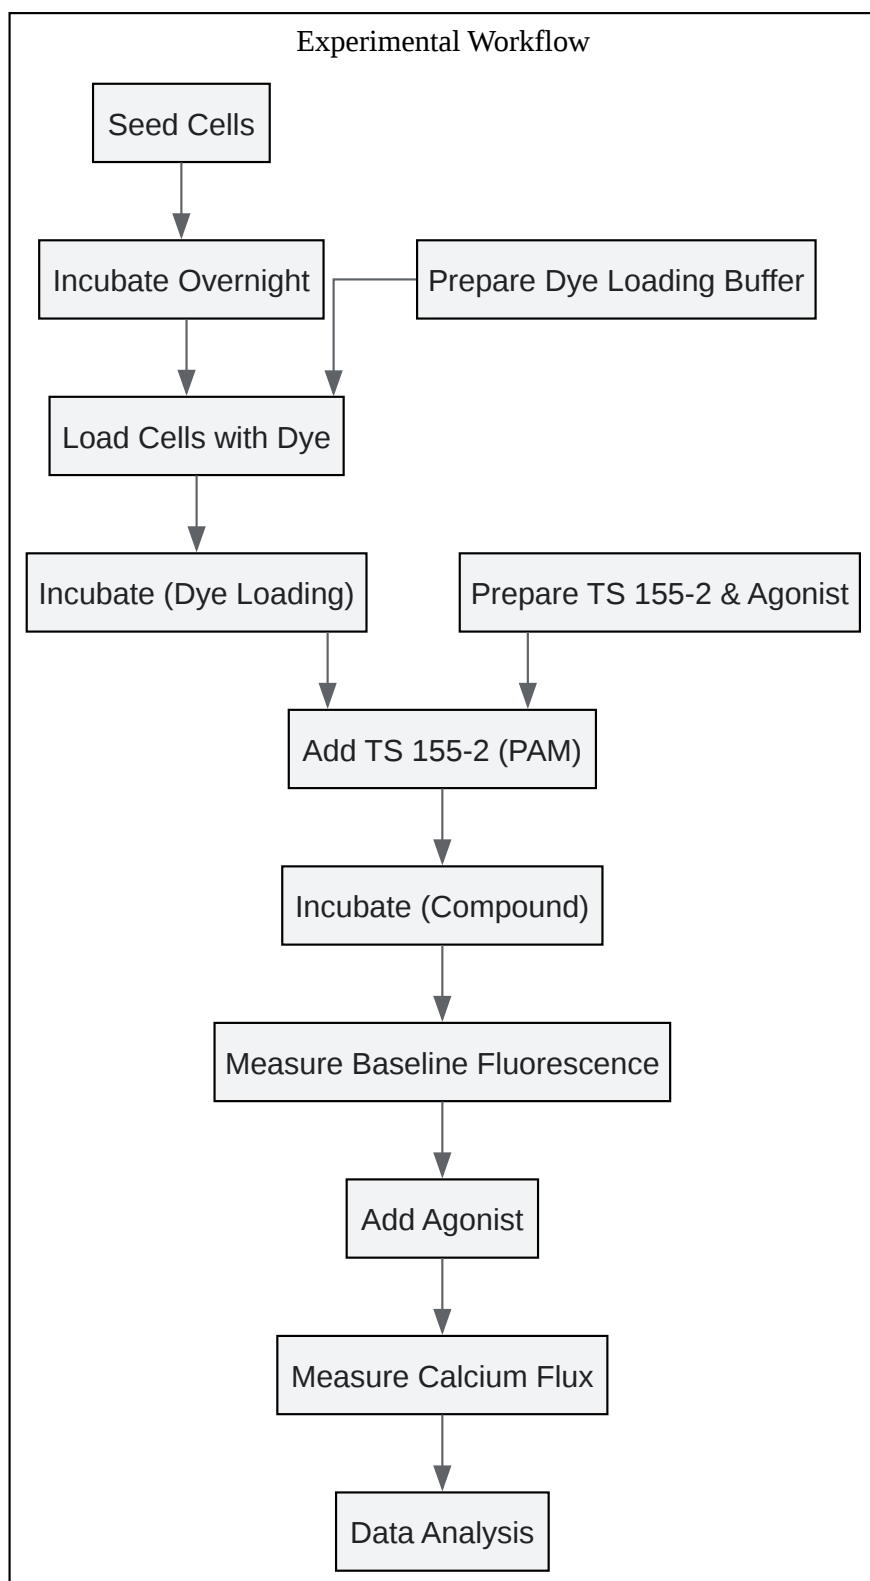 Experimental Workflow
Seed Cells
Incubate Overnight
Prepare Dye Loading Buffer
Load Cells with Dye
Incubate (Dye Loading)
Prepare TS 155-2 & Agonist
Add TS 155-2 (PAM)
Incubate (Compound)
Measure Baseline Fluorescence
Add Agonist
Measure Calcium Flux
Data Analysis